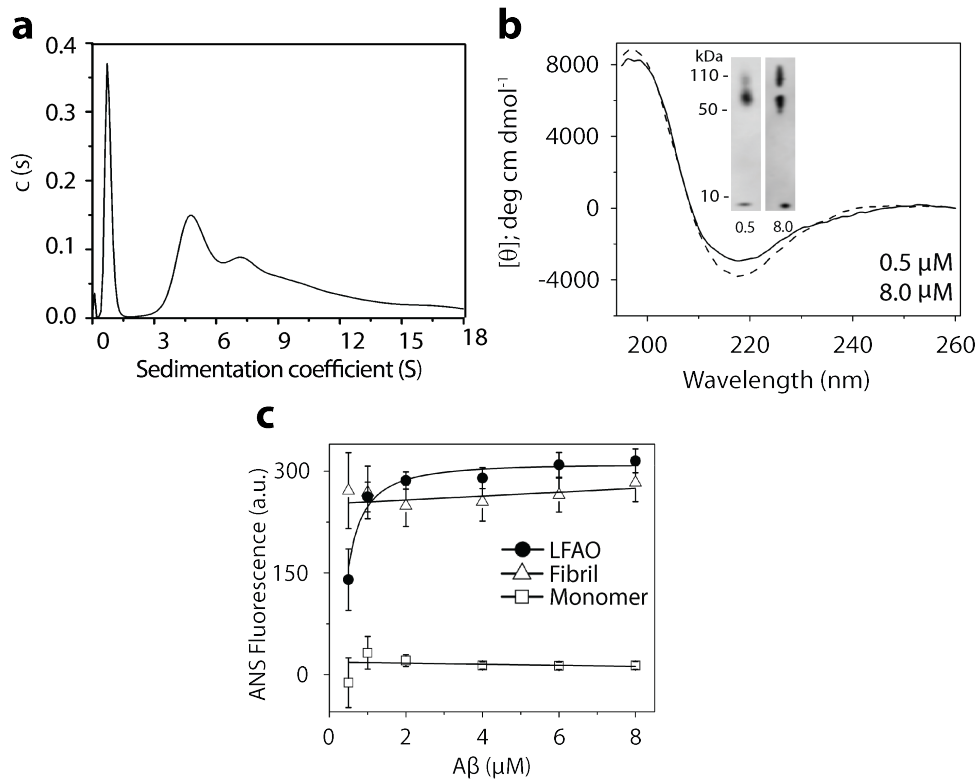 a
0.4
0.3
0.2
0.1
0.0
c (s)
0 3 6 9 12 15 18
Sedimentation coefficient (S)
b
8000
4000
0
-4000
[θ]; deg cm dmol⁻¹
kDa
110 -
50 -
10 -
0.5 8.0
0.5 µM
8.0 µM
200 220 240 260
Wavelength (nm)
c
300
150
0
ANS Fluorescence (a.u.)
LFAO
Fibril
Monomer
0 2 4 6 8
Aβ (µM)